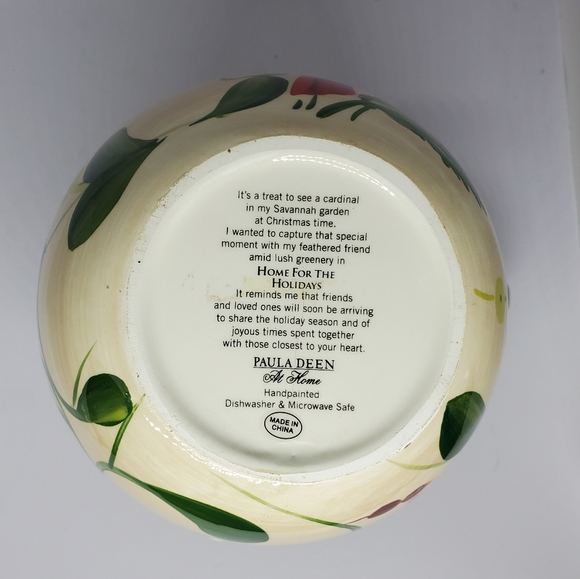 It's a treat to see a cardinal
in my Savannah garden
at Christmas time.
I wanted to capture that special
moment with my feathered friend
amid lush greenery in
HOME FOR THE
HOLIDAYS
It reminds me that friends
and loved ones will soon be arriving
to share the holiday season and of
joyous times spent together
with those closest to your heart.
PAULA DEEN
At Home
Handpainted
Dishwasher & Microwave Safe
MADE IN
CHINA